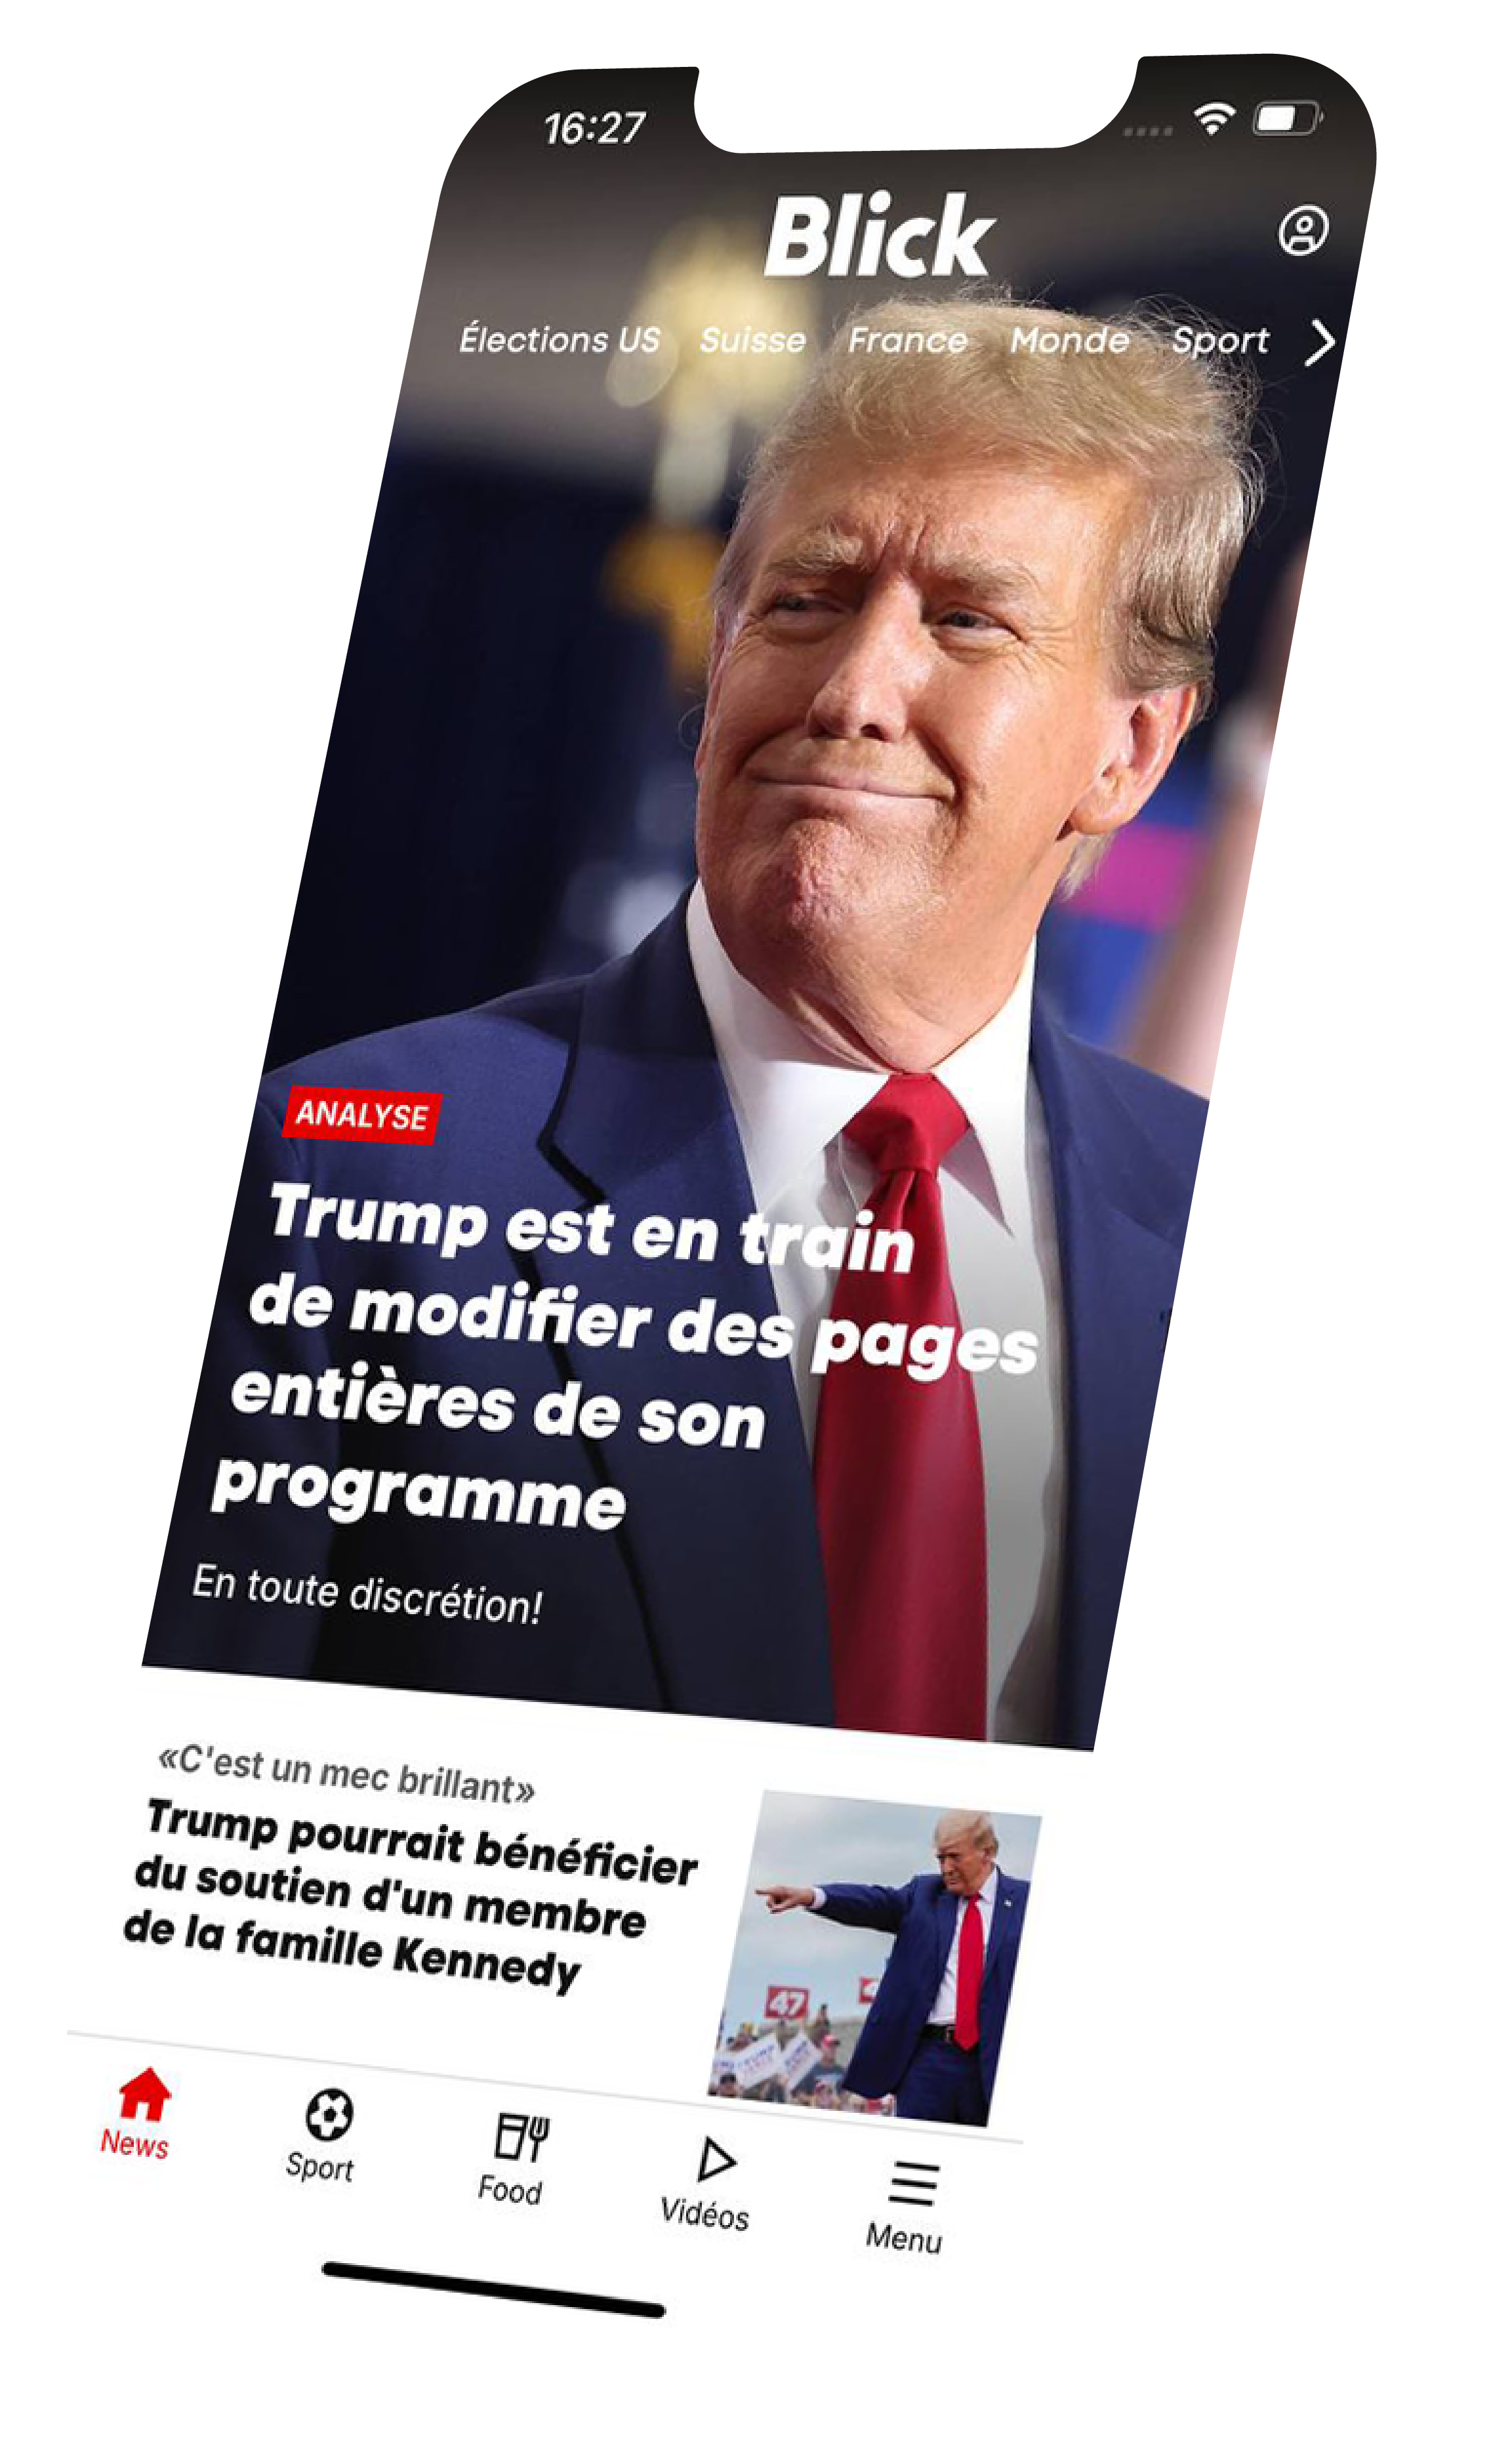 16:27
Blick
Élections US Suisse France Monde Sport
ANALYSE
Trump est en train
de modifier des pages
entières de son
programme
En toute discrétion!
«C'est un mec brillant»
Trump pourrait bénéficier
du soutien d'un membre
de la famille Kennedy
47
TRUMP
News Sport Food Vidéos Menu